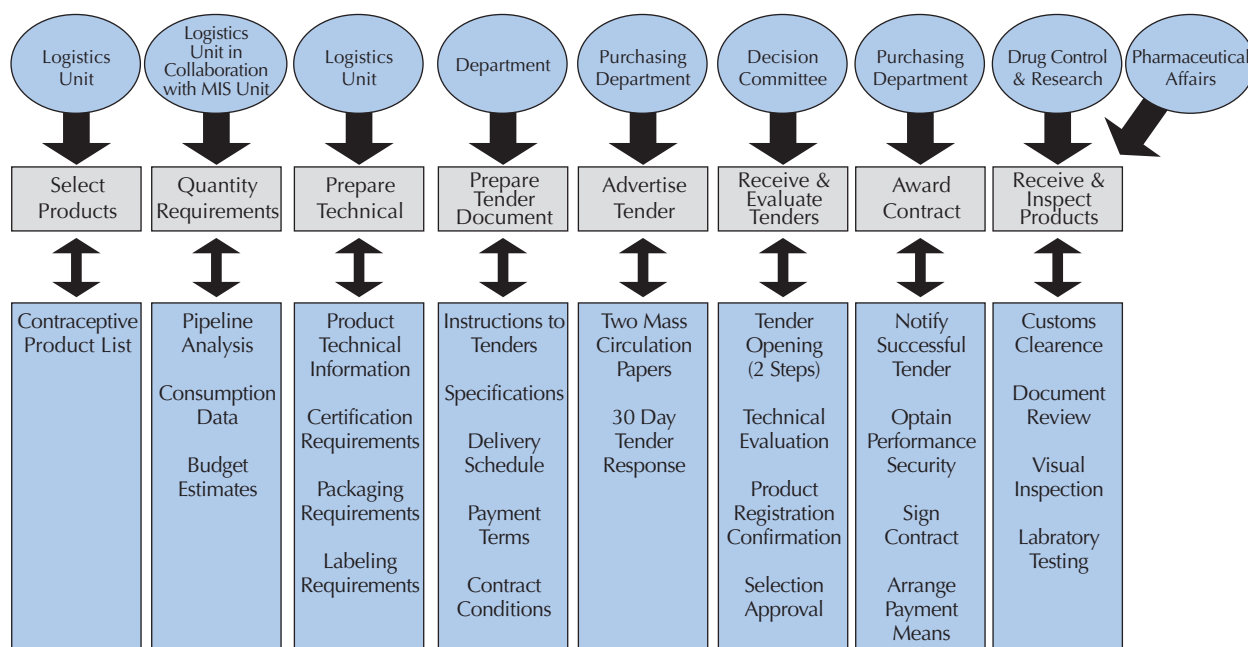 Logistics
Unit
Logistics
Unit in
Collaboration
with MIS Unit
Logistics
Unit
Department
Purchasing
Department
Decision
Committee
Purchasing
Department
Drug Control
& Research
Pharmaceutical
Affairs
Select
Products
Quantity
Requirements
Prepare
Technical
Prepare
Tender
Document
Advertise
Tender
Receive &
Evaluate
Tenders
Award
Contract
Receive &
Inspect
Products
Contraceptive
Product List
Pipeline
Analysis
Consumption
Data
Budget
Estimates
Product
Technical
Information
Certification
Requirements
Packaging
Requirements
Labeling
Requirements
Instructions to
Tenders
Specifications
Delivery
Schedule
Payment
Terms
Contract
Conditions
Two Mass
Circulation
Papers
30 Day
Tender
Response
Tender
Opening
(2 Steps)
Technical
Evaluation
Product
Registration
Confirmation
Selection
Approval
Notify
Successful
Tender
Optain
Performance
Security
Sign
Contract
Arrange
Payment
Means
Customs
Clearence
Document
Review
Visual
Inspection
Labratory
Testing